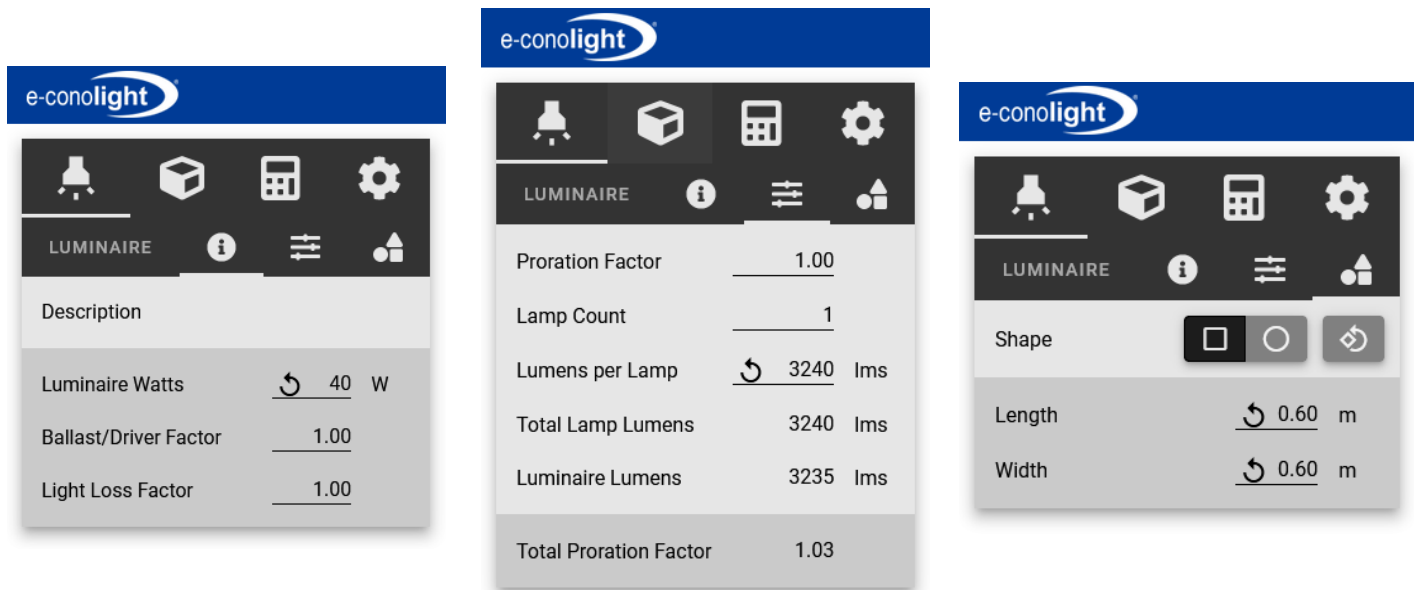 e-conolight
LUMINAIRE
Description
Luminaire Watts 40 W
Ballast/Driver Factor 1.00
Light Loss Factor 1.00
e-conolight
LUMINAIRE
Proration Factor 1.00
Lamp Count 1
Lumens per Lamp 3240 lms
Total Lamp Lumens 3240 lms
Luminaire Lumens 3235 lms
Total Proration Factor 1.03
e-conolight
LUMINAIRE
Shape
Length 0.60 m
Width 0.60 m